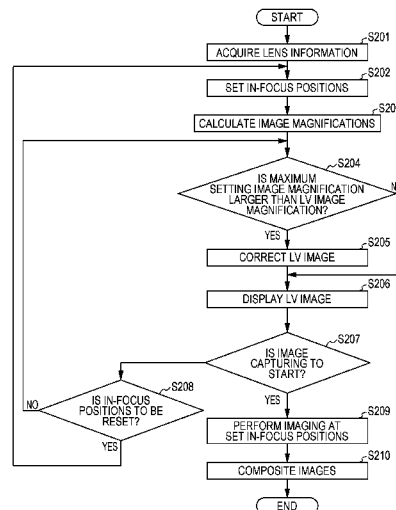 START
S201
ACQUIRE LENS INFORMATION
S202
SET IN-FOCUS POSITIONS
S20
CALCULATE IMAGE MAGNIFICATIONS
S204
IS MAXIMUM
SETTING IMAGE MAGNIFICATION
LARGER THAN LV IMAGE
MAGNIFICATION?
N
YES
S205
CORRECT LV IMAGE
S206
DISPLAY LV IMAGE
S207
IS IMAGE
CAPTURING TO
START?
S208
IS IN-FOCUS
POSITIONS TO BE
RESET?
NO
YES
YES
S209
PERFORM IMAGING AT
SET IN-FOCUS POSITIONS
S210
COMPOSITE IMAGES
END